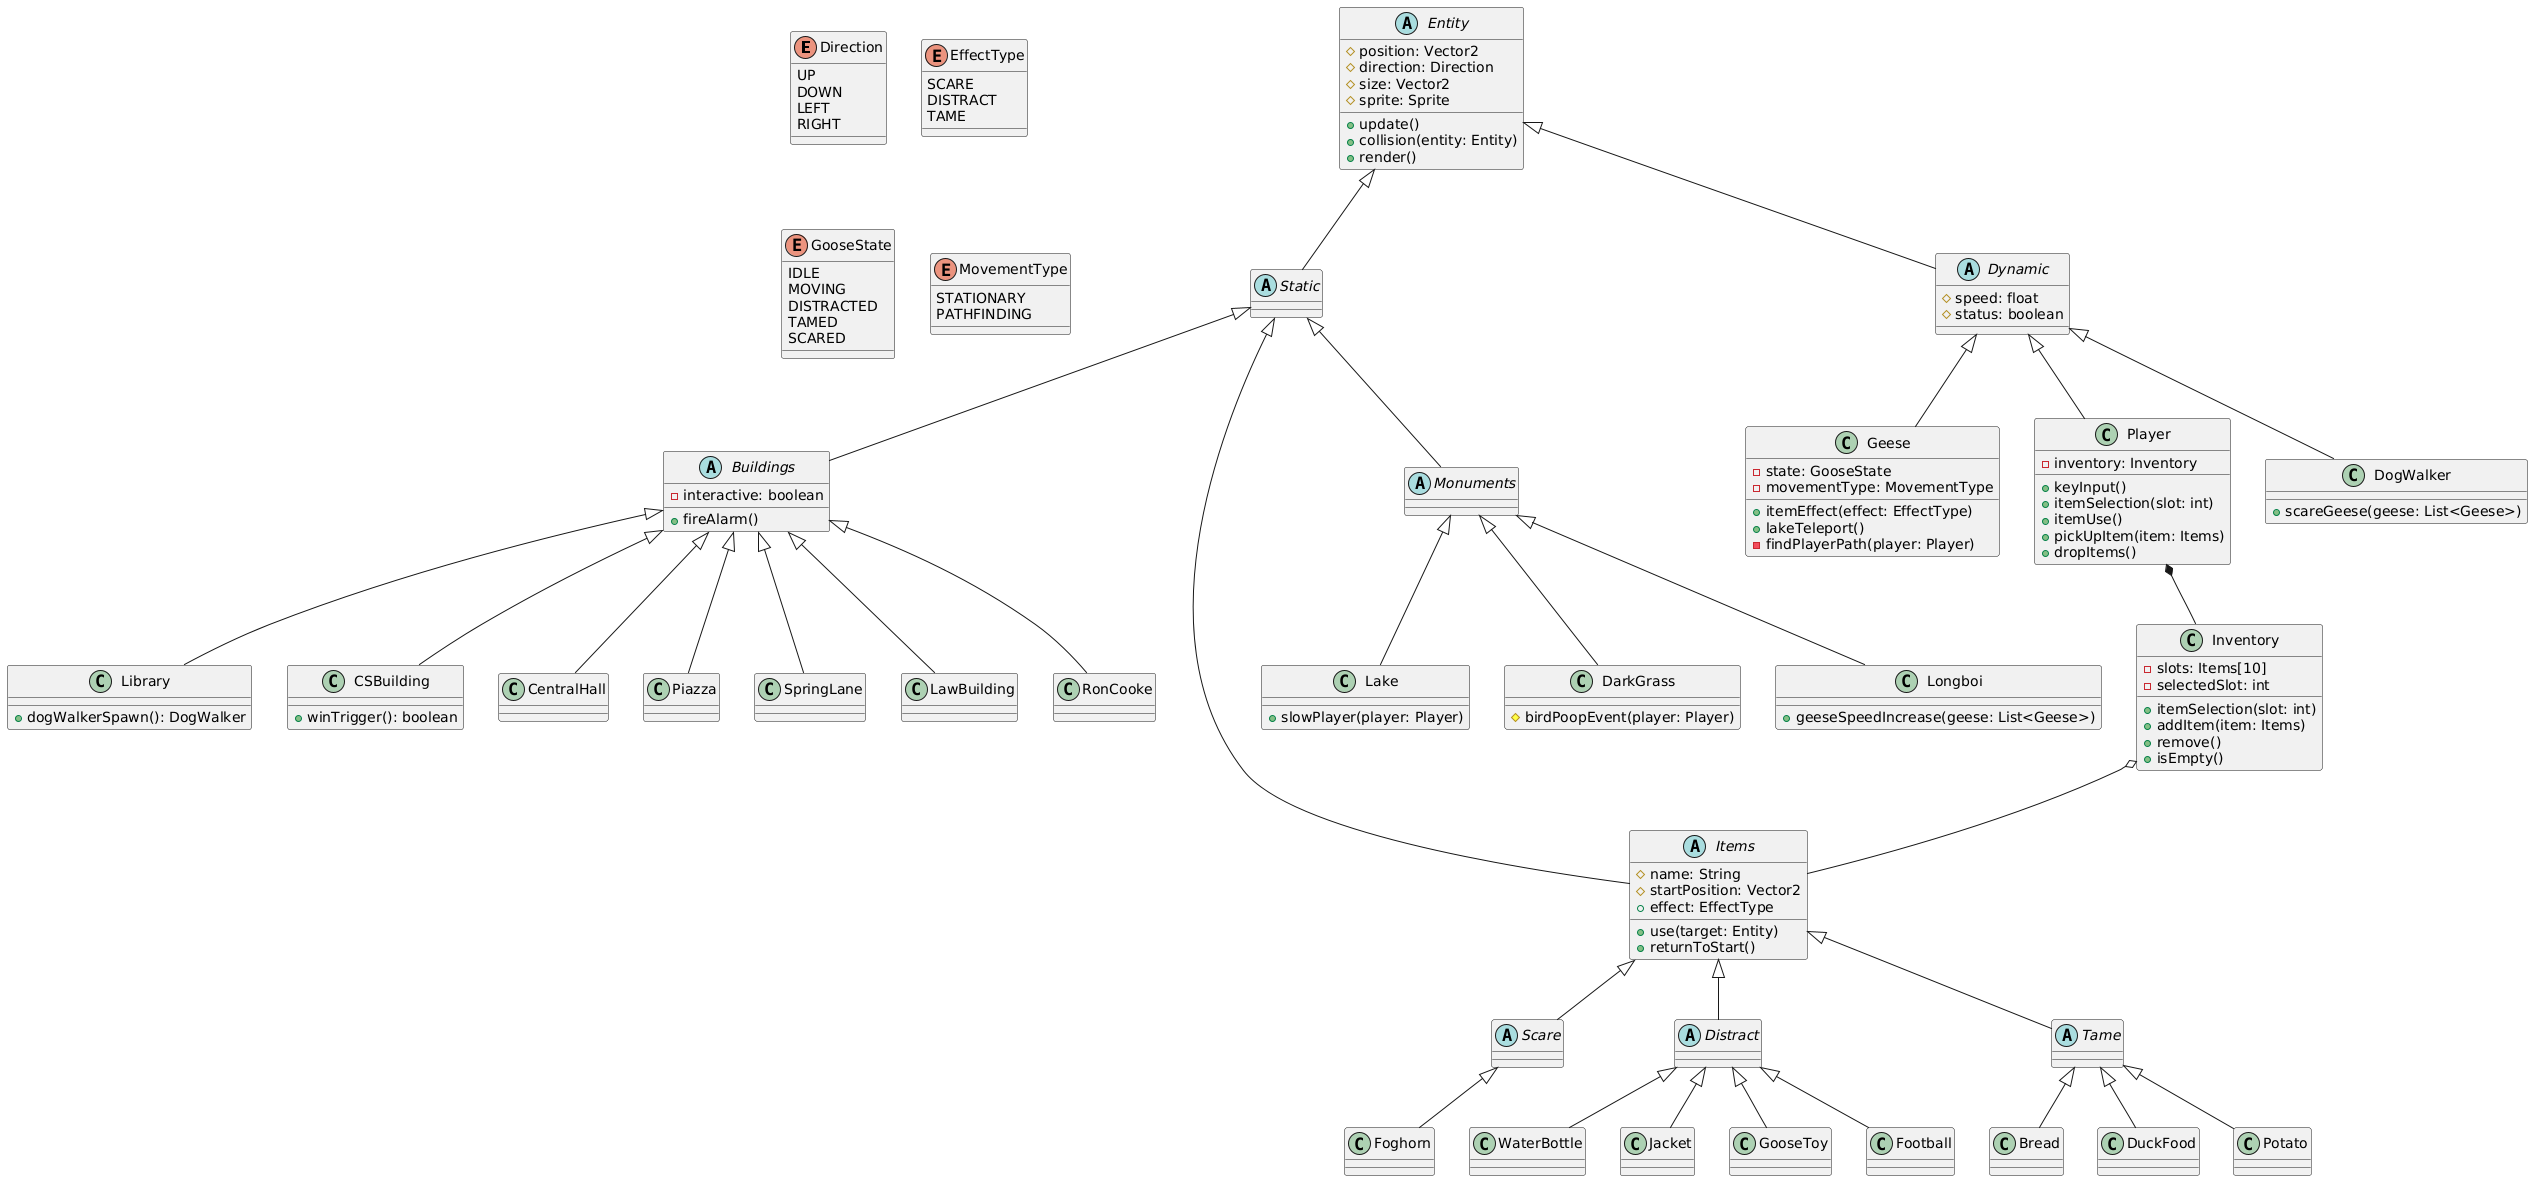 E Direction
UP
DOWN
LEFT
RIGHT
E EffectType
SCARE
DISTRACT
TAME
A Entity
position: Vector2
direction: Direction
size: Vector2
sprite: Sprite
update()
collision(entity: Entity)
render()
E GooseState
IDLE
MOVING
DISTRACTED
TAMED
SCARED
E MovementType
STATIONARY
PATHFINDING
A Static
A Dynamic
speed: float
status: boolean
A Buildings
interactive: boolean
fireAlarm()
A Monuments
C Geese
state: GooseState
movementType: MovementType
itemEffect(effect: EffectType)
lakeTeleport()
findPlayerPath(player: Player)
C Player
inventory: Inventory
keyInput()
itemSelection(slot: int)
itemUse()
pickUpItem(item: Items)
dropItems()
C DogWalker
scareGeese(geese: List<Geese>)
C Library
dogWalkerSpawn(): DogWalker
C CSBuilding
winTrigger(): boolean
C CentralHall
C Piazza
C SpringLane
C LawBuilding
C RonCooke
C Lake
slowPlayer(player: Player)
C DarkGrass
birdPoopEvent(player: Player)
C Longboi
geeseSpeedIncrease(geese: List<Geese>)
C Inventory
slots: Items[10]
selectedSlot: int
itemSelection(slot: int)
addItem(item: Items)
remove()
isEmpty()
A Items
name: String
startPosition: Vector2
effect: EffectType
use(target: Entity)
returnToStart()
A Scare
A Distract
A Tame
C Foghorn
C WaterBottle
C Jacket
C GooseToy
C Football
C Bread
C DuckFood
C Potato